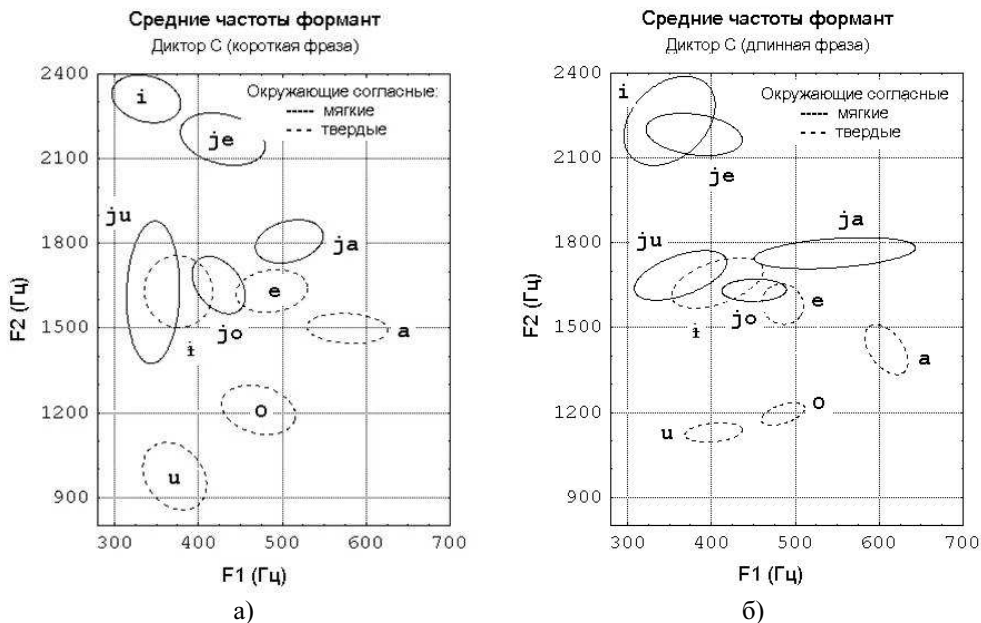 Средние частоты формант
Диктор С (короткая фраза)
2400
2100
1800
1500
1200
900
F2 (Гц)
Окружающие согласные:
мягкие
твердые
i
je
ju
ja
e
jo
ɨ
a
o
u
300 400 500 600 700
F1 (Гц)
а)
Средние частоты формант
Диктор С (длинная фраза)
2400
2100
1800
1500
1200
900
F2 (Гц)
Окружающие согласные
мягкие
твердые
i
je
ja
ju
e
jo
ɨ
a
o
u
300 400 500 600 700
F1 (Гц)
б)